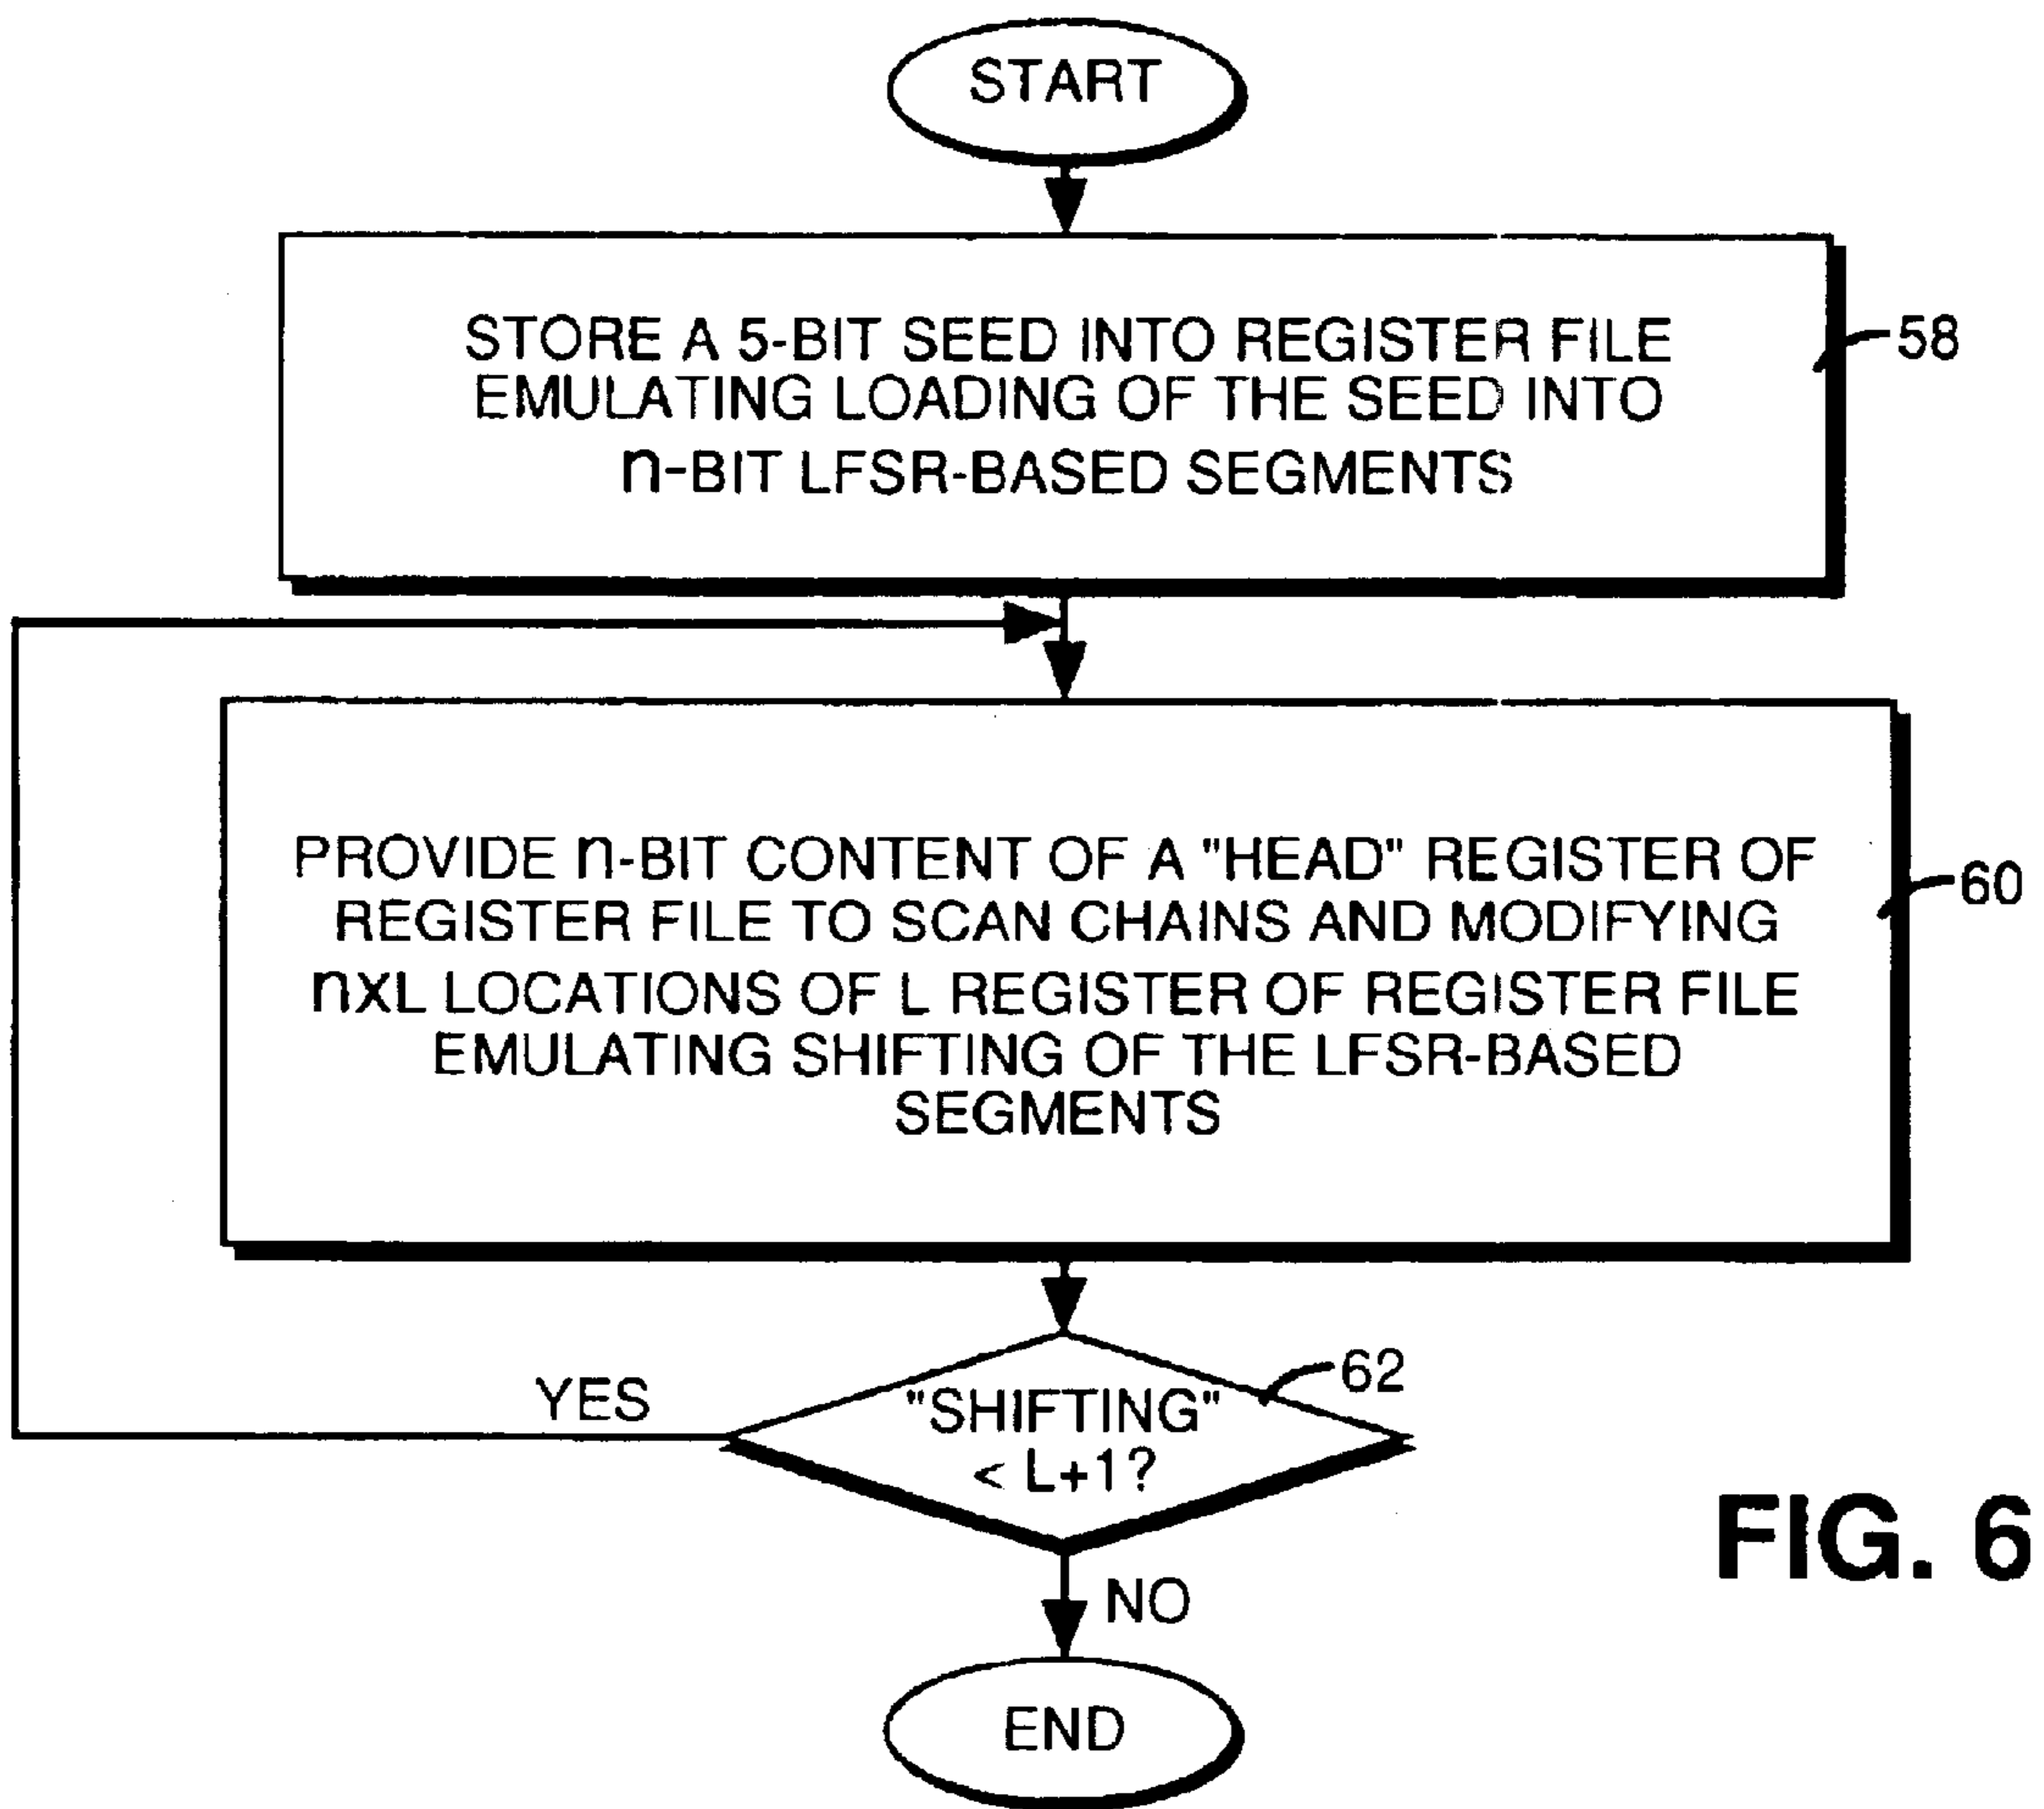 START
STORE A 5-BIT SEED INTO REGISTER FILE
EMULATING LOADING OF THE SEED INTO
n-BIT LFSR-BASED SEGMENTS
58
PROVIDE n-BIT CONTENT OF A "HEAD" REGISTER OF
REGISTER FILE TO SCAN CHAINS AND MODIFYING
nXL LOCATIONS OF L REGISTER OF REGISTER FILE
EMULATING SHIFTING OF THE LFSR-BASED
SEGMENTS
60
"SHIFTING"
< L+1?
62
YES
NO
END
FIG. 6